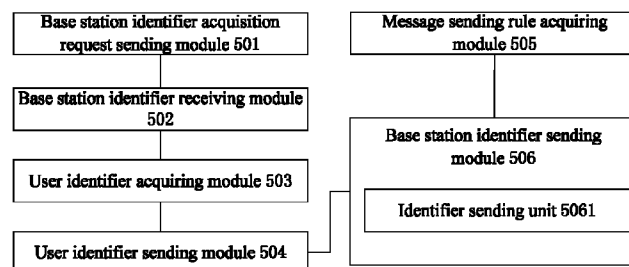 Base station identifier acquisition
request sending module 501
Base station identifier receiving module
502
User identifier acquiring module 503
User identifier sending module 504
Message sending rule acquiring
module 505
Base station identifier sending
module 506
Identifier sending unit 5061